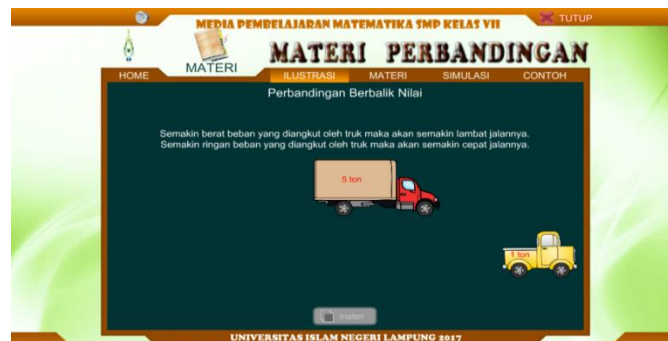 MEDIA PEMBELAJARAN MATEMATIKA SMP KELAS VII
TUTUP
MATERI PERBANDINGAN
MATERI
HOME
ILUSTRASI
MATERI
SIMULASI
CONTOH
Perbandingan Berbalik Nilai
Semakin berat beban yang diangkut oleh truk maka akan semakin lambat jalannya.
Semakin ringan beban yang diangkut oleh truk maka akan semakin cepat jalannya.
5 ton
1 ton
materi
UNIVERSITAS ISLAM NEGERI LAMPUNG 2017